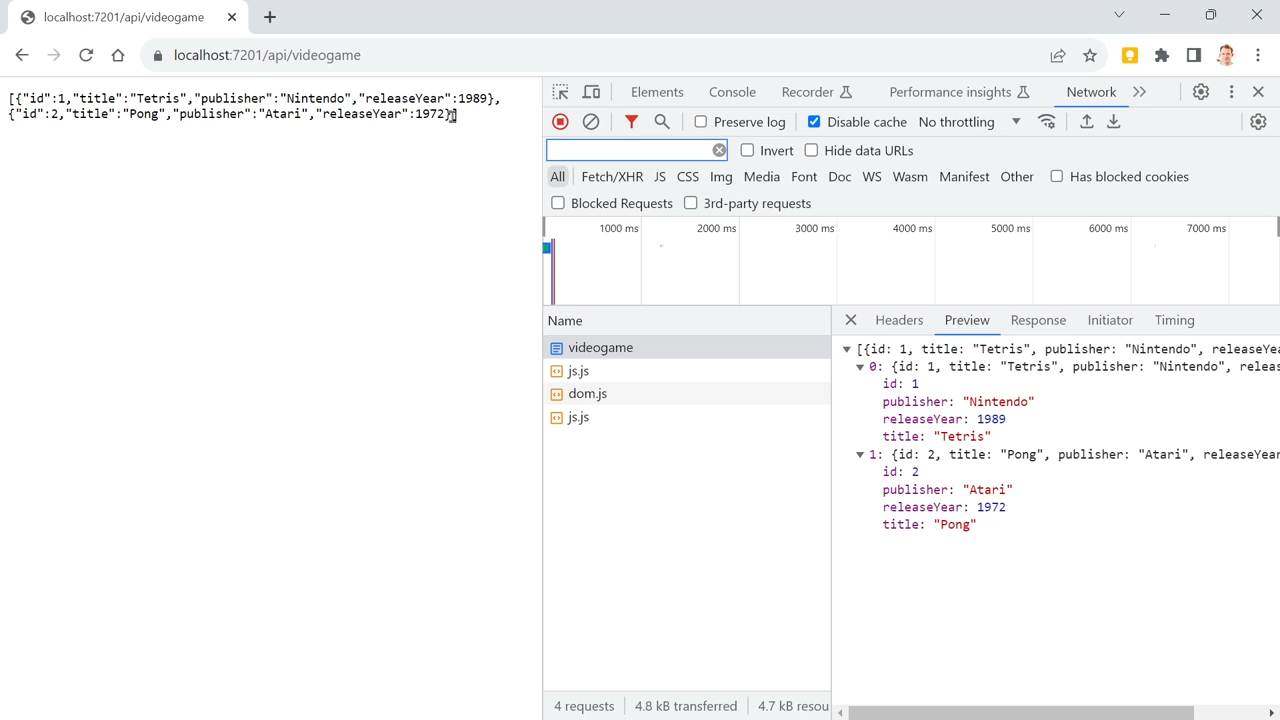 localhost:7201/api/videogame
localhost:7201/api/videogame
[{"id":1,"title":"Tetris","publisher":"Nintendo","releaseYear":1989},
{"id":2,"title":"Pong","publisher":"Atari","releaseYear":1972}]
Elements Console Recorder Performance insights Network
Preserve log Disable cache No throttling
Invert Hide data URLs
All Fetch/XHR JS CSS Img Media Font Doc WS Wasm Manifest Other Has blocked cookies
Blocked Requests 3rd-party requests
1000 ms 2000 ms 3000 ms 4000 ms 5000 ms 6000 ms 7000 ms
Name
videogame
js.js
dom.js
js.js
4 requests 4.8 kB transferred 4.7 kB resou
Headers Preview Response Initiator Timing
[{id: 1, title: "Tetris", publisher: "Nintendo", releaseYea
0: {id: 1, title: "Tetris", publisher: "Nintendo", releas
id: 1
publisher: "Nintendo"
releaseYear: 1989
title: "Tetris"
1: {id: 2, title: "Pong", publisher: "Atari", releaseYear
id: 2
publisher: "Atari"
releaseYear: 1972
title: "Pong"